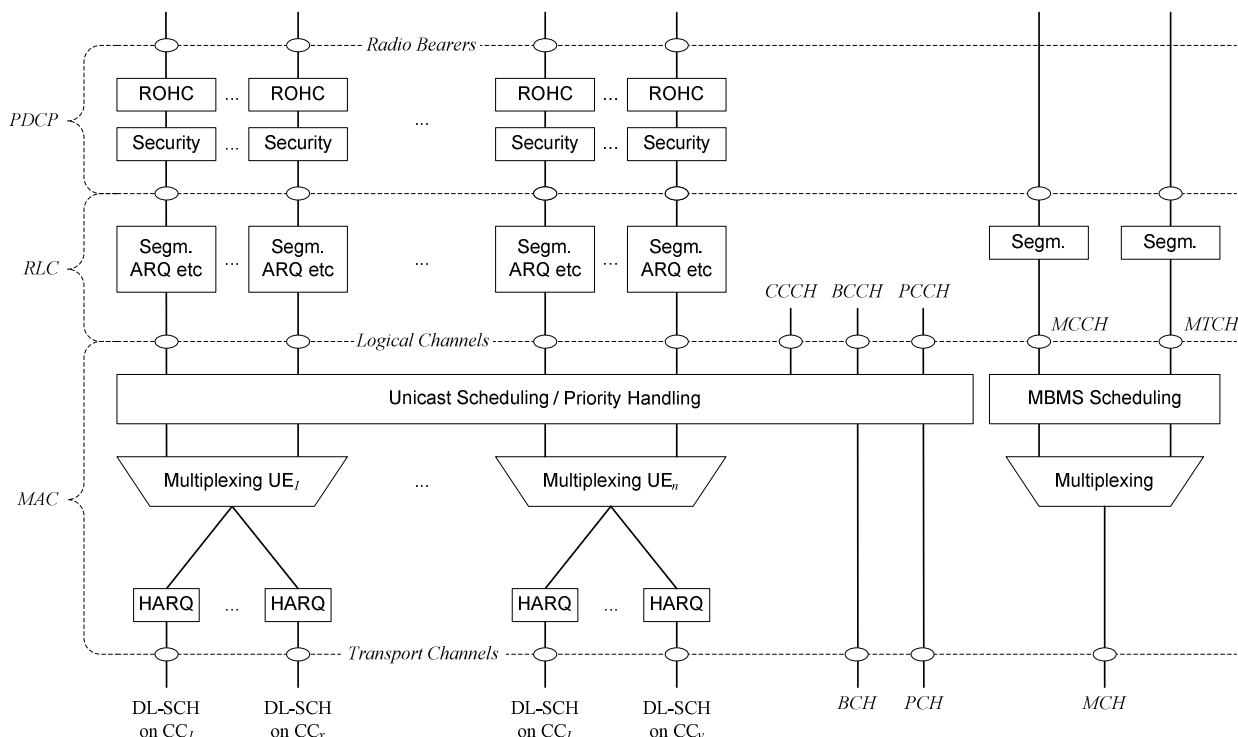 Radio Bearers
ROHC ... ROHC ROHC ... ROHC
PDCP ...
Security ... Security Security ... Security
Segm. Segm. Segm. Segm. Segm. Segm.
RLC ... ... ...
ARQ etc ARQ etc ARQ etc ARQ etc
CCCH BCCH PCCH
MCCH MTCH
Logical Channels
Unicast Scheduling / Priority Handling MBMS Scheduling
Multiplexing UE1 ... Multiplexing UEn Multiplexing
MAC
HARQ ... HARQ HARQ ... HARQ
Transport Channels
DL-SCH DL-SCH DL-SCH DL-SCH BCH PCH MCH
on CC1 on CCx on CC1 on CCy